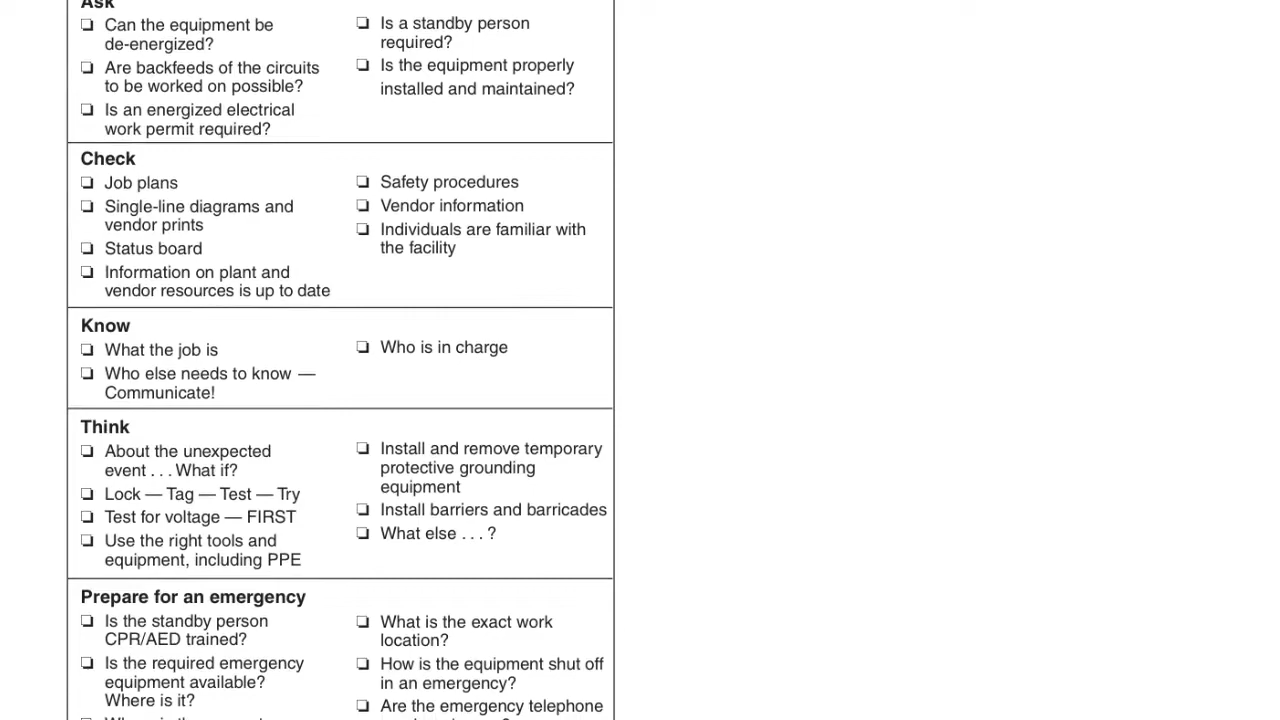 Ask
❏ Can the equipment be
de-energized?
❏ Are backfeeds of the circuits
to be worked on possible?
❏ Is an energized electrical
work permit required?
❏ Is a standby person
required?
❏ Is the equipment properly
installed and maintained?
Check
❏ Job plans
❏ Single-line diagrams and
vendor prints
❏ Status board
❏ Information on plant and
vendor resources is up to date
❏ Safety procedures
❏ Vendor information
❏ Individuals are familiar with
the facility
Know
❏ What the job is
❏ Who else needs to know —
Communicate!
❏ Who is in charge
Think
❏ About the unexpected
event . . . What if?
❏ Lock — Tag — Test — Try
❏ Test for voltage — FIRST
❏ Use the right tools and
equipment, including PPE
❏ Install and remove temporary
protective grounding
equipment
❏ Install barriers and barricades
❏ What else . . . ?
Prepare for an emergency
❏ Is the standby person
CPR/AED trained?
❏ Is the required emergency
equipment available?
Where is it?
❏ What is the exact work
location?
❏ How is the equipment shut off
in an emergency?
❏ Are the emergency telephone